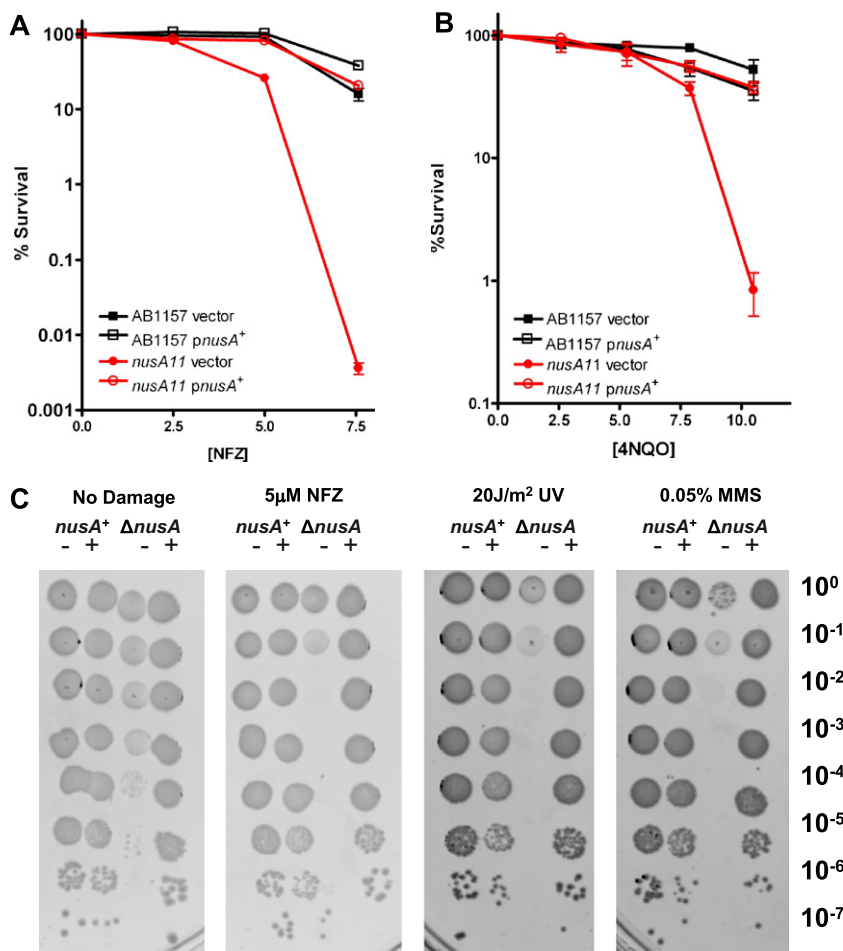 A
100
10
1
0.1
0.01
0.001
% Survival
AB1157 vector
AB1157 pnusA+
nusA11 vector
nusA11 pnusA+
0.0 2.5 5.0 7.5
[NFZ]
B
100
10
1
0.1
%Survival
AB1157 vector
AB1157 pnusA+
nusA11 vector
nusA11 pnusA+
0.0 2.5 5.0 7.5 10.0
[4NQO]
C
No Damage 5μM NFZ 20J/m² UV 0.05% MMS
nusA+ ΔnusA nusA+ ΔnusA nusA+ ΔnusA nusA+ ΔnusA
- + - + - + - + - + - + - + - +
10⁰
10⁻¹
10⁻²
10⁻³
10⁻⁴
10⁻⁵
10⁻⁶
10⁻⁷